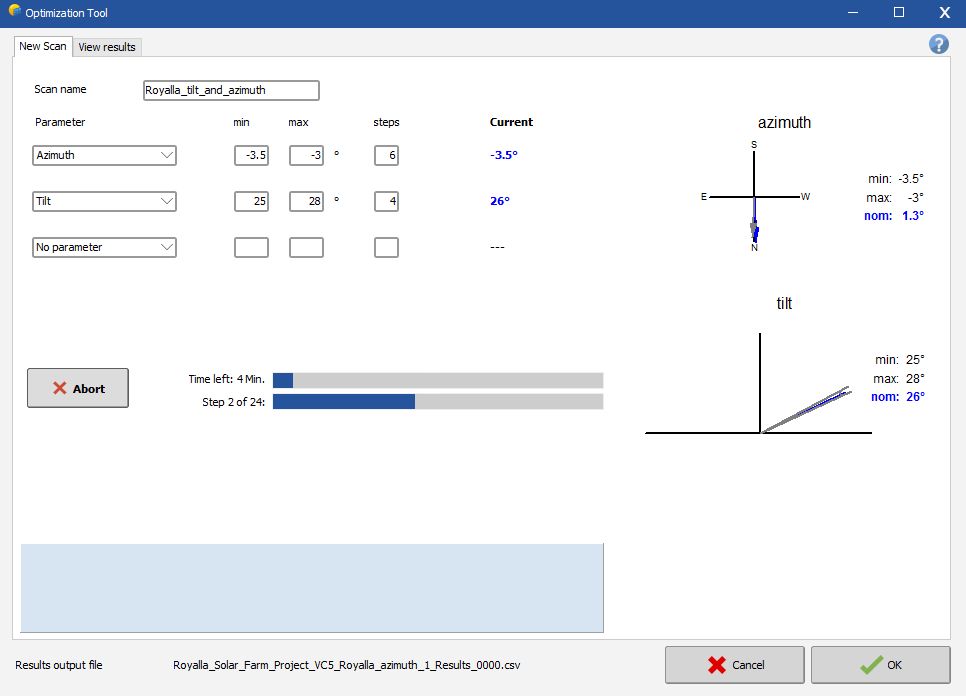 Optimization Tool
New Scan View results
Scan name Royalla_tilt_and_azimuth
Parameter min max steps Current
Azimuth -3.5 -3 ° 6 -3.5°
Tilt 25 28 ° 4 26°
No parameter ---
azimuth
S
E W
N
min: -3.5°
max: -3°
nom: 1.3°
tilt
min: 25°
max: 28°
nom: 26°
Abort
Time left: 4 Min.
Step 2 of 24:
Results output file Royalla_Solar_Farm_Project_VC5_Royalla_azimuth_1_Results_0000.csv
Cancel OK